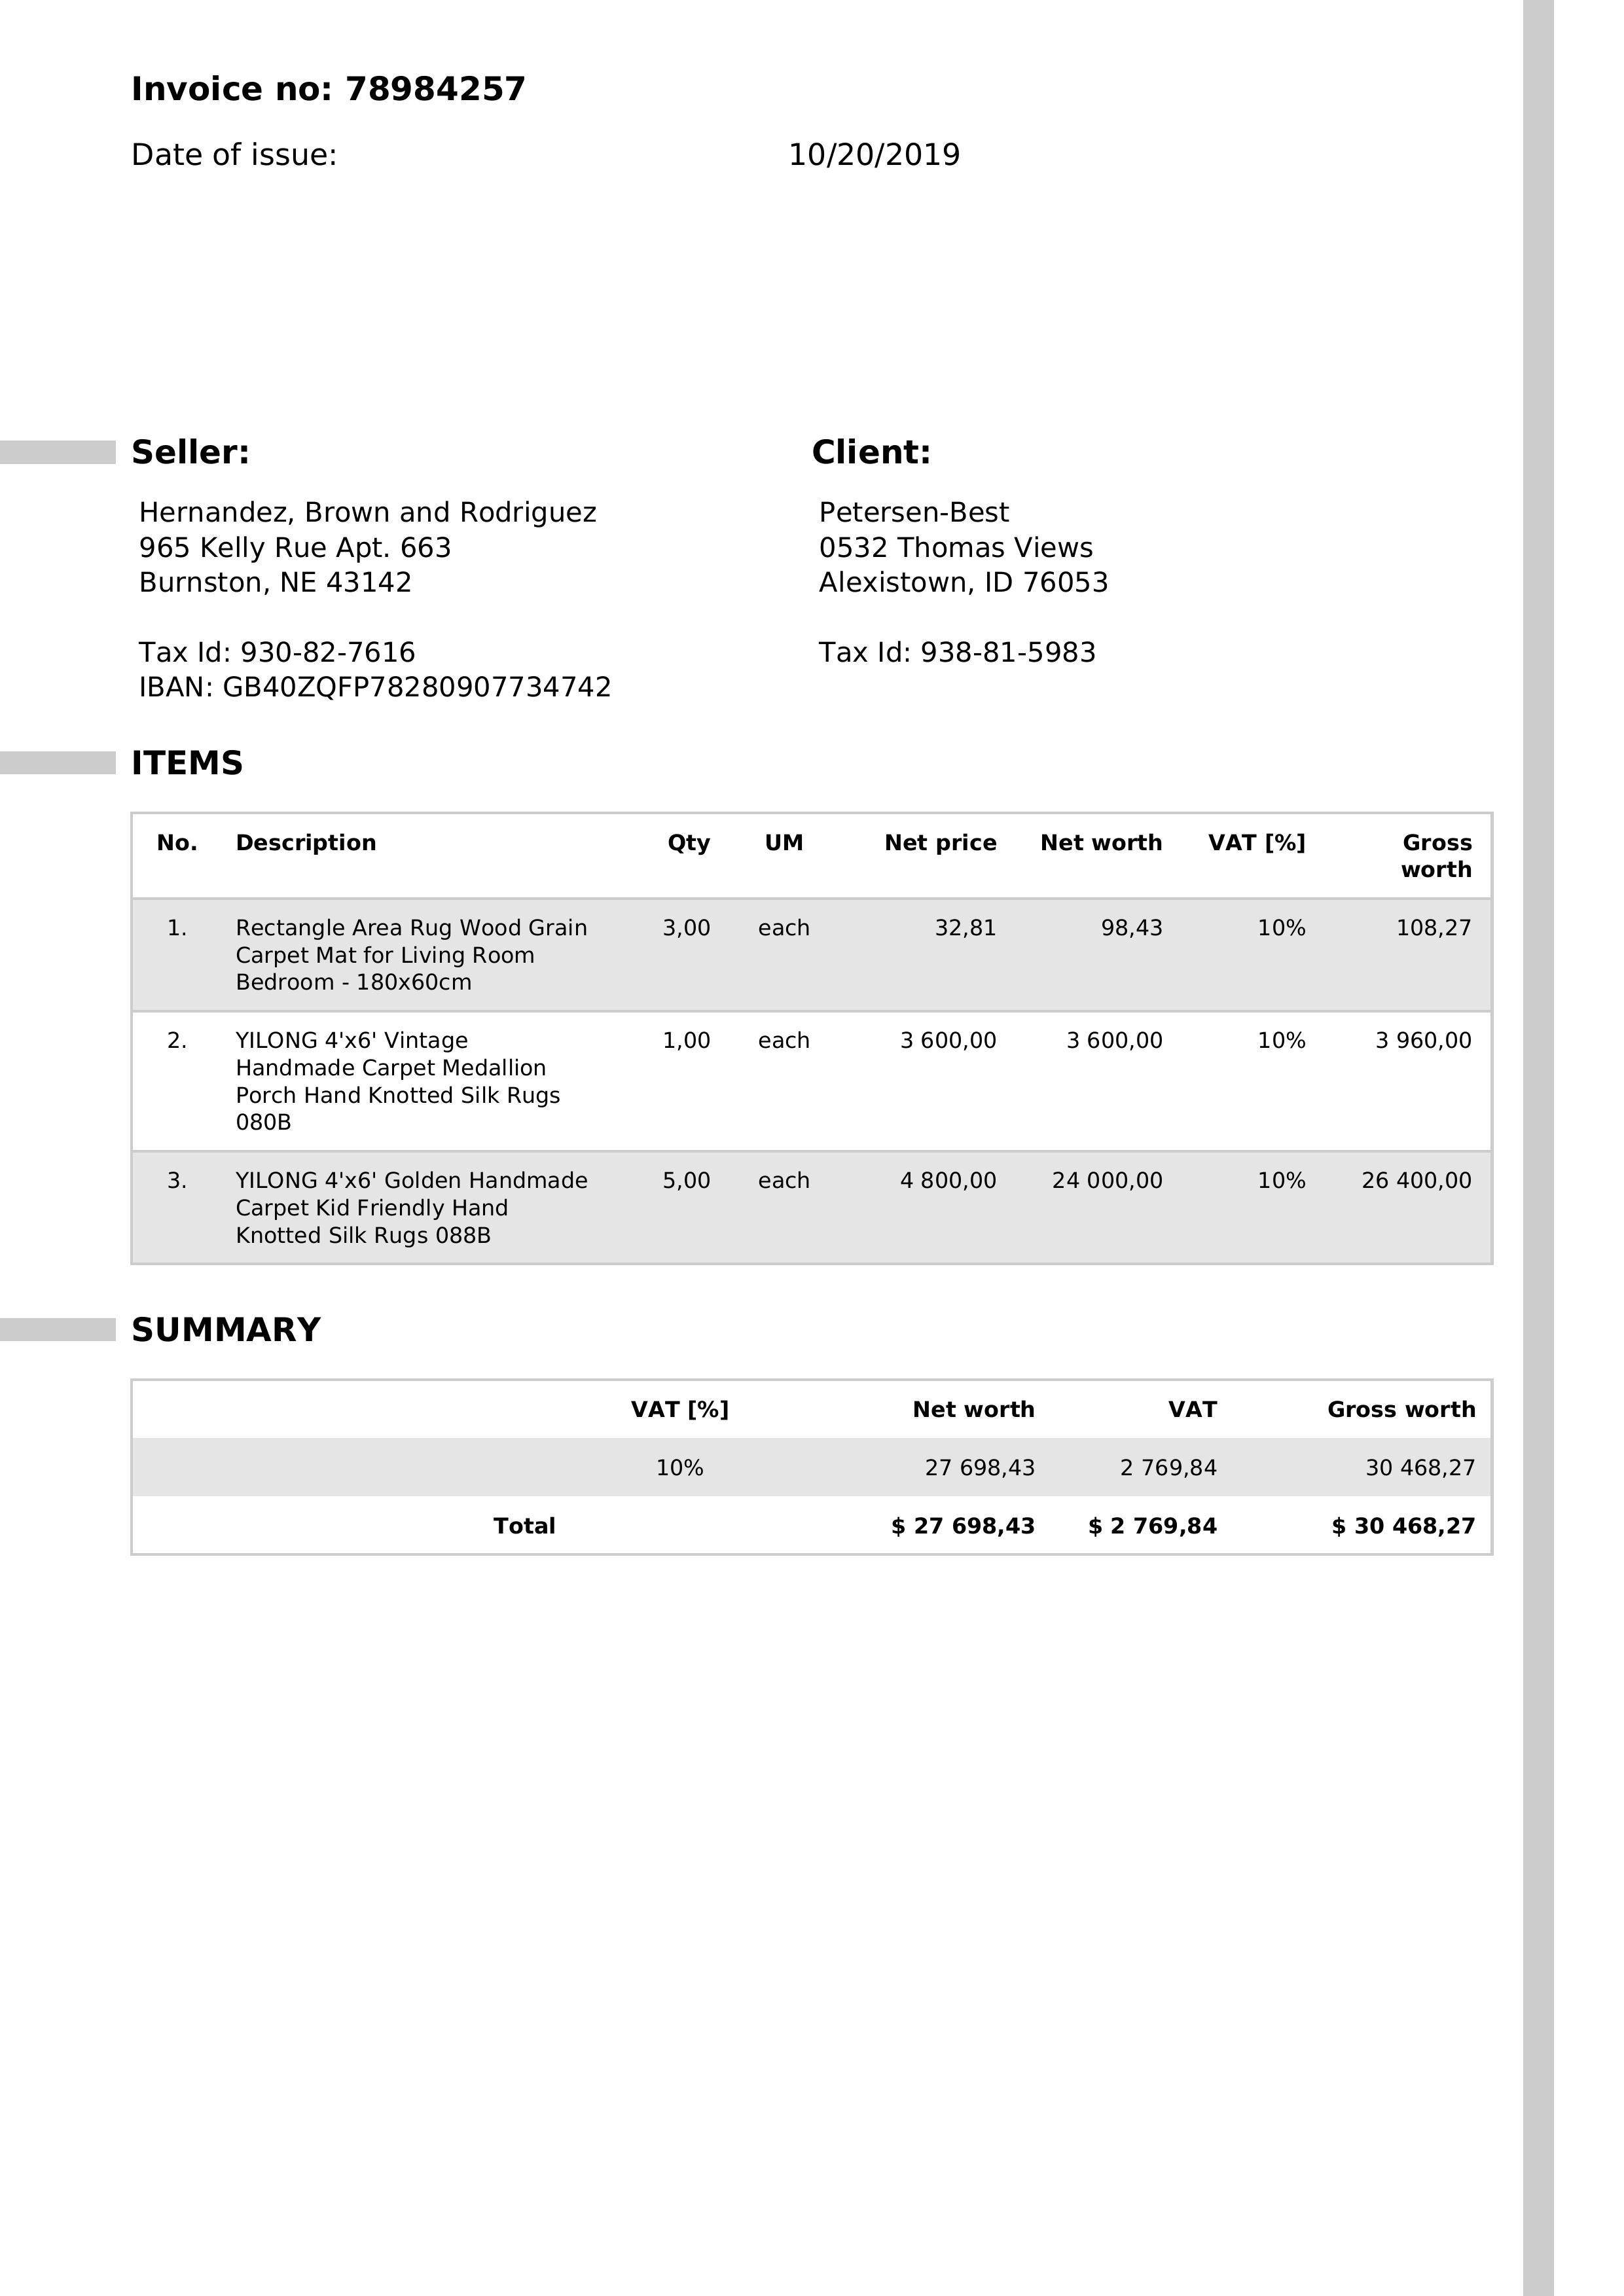 Invoice no: 78984257
Date of issue: 10/20/2019
Seller:
Hernandez, Brown and Rodriguez
965 Kelly Rue Apt. 663
Burnston, NE 43142
Tax Id: 930-82-7616
IBAN: GB40ZQFP78280907734742
Client:
Petersen-Best
0532 Thomas Views
Alexistown, ID 76053
Tax Id: 938-81-5983
ITEMS
No. Description Qty UM Net price Net worth VAT [%] Gross
worth
1. Rectangle Area Rug Wood Grain 3,00 each 32,81 98,43 10% 108,27
Carpet Mat for Living Room
Bedroom - 180x60cm
2. YILONG 4'x6' Vintage 1,00 each 3 600,00 3 600,00 10% 3 960,00
Handmade Carpet Medallion
Porch Hand Knotted Silk Rugs
080B
3. YILONG 4'x6' Golden Handmade 5,00 each 4 800,00 24 000,00 10% 26 400,00
Carpet Kid Friendly Hand
Knotted Silk Rugs 088B
SUMMARY
VAT [%] Net worth VAT Gross worth
10% 27 698,43 2 769,84 30 468,27
Total $ 27 698,43 $ 2 769,84 $ 30 468,27